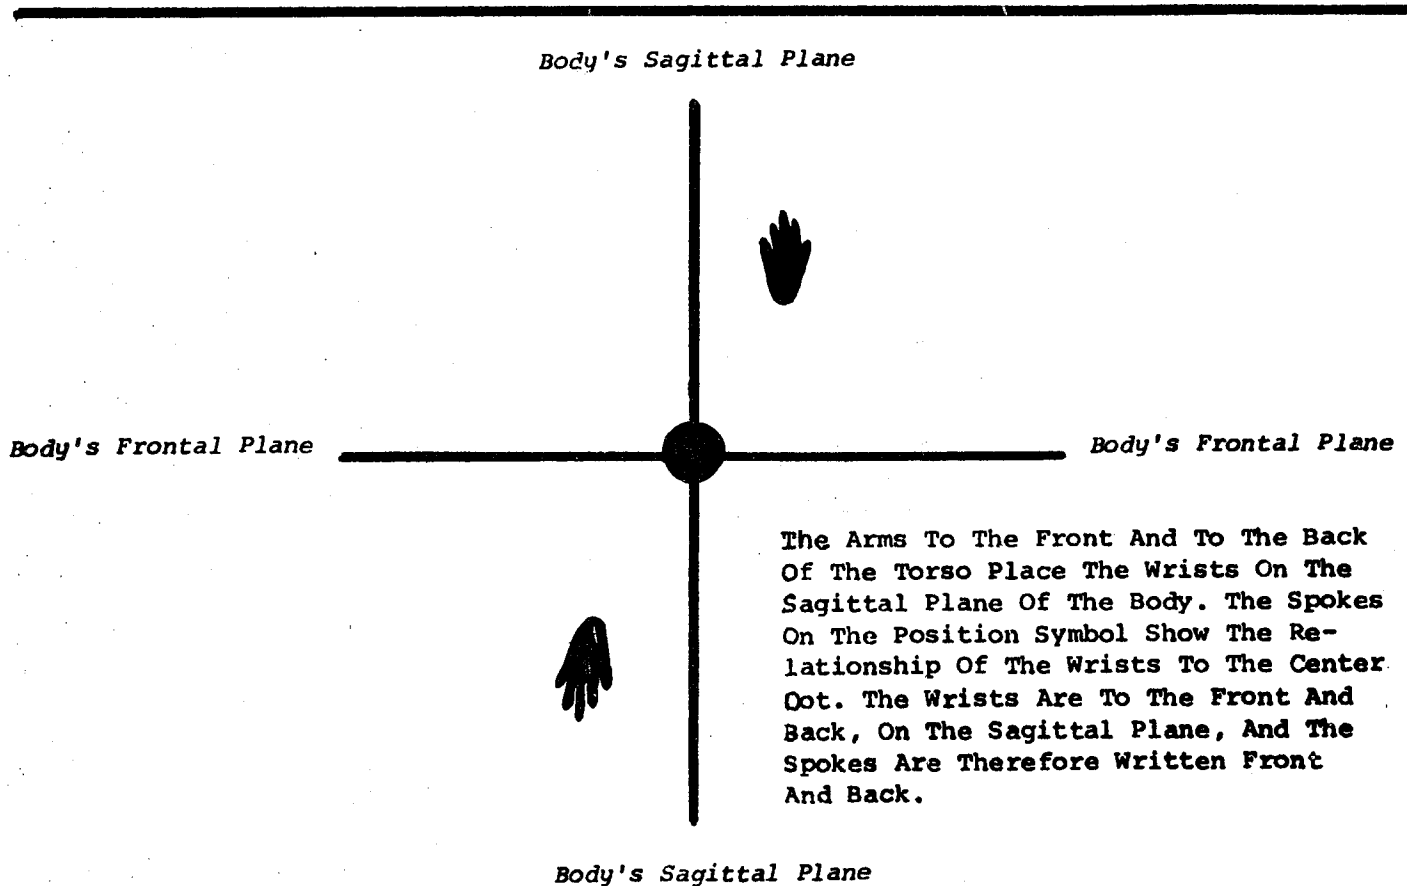 Body's Sagittal Plane
Body's Frontal Plane
Body's Frontal Plane
The Arms To The Front And To The Back
Of The Torso Place The Wrists On The
Sagittal Plane Of The Body. The Spokes
On The Position Symbol Show The Re-
lationship Of The Wrists To The Center
Dot. The Wrists Are To The Front And
Back, On The Sagittal Plane, And The
Spokes Are Therefore Written Front
And Back.
Body's Sagittal Plane